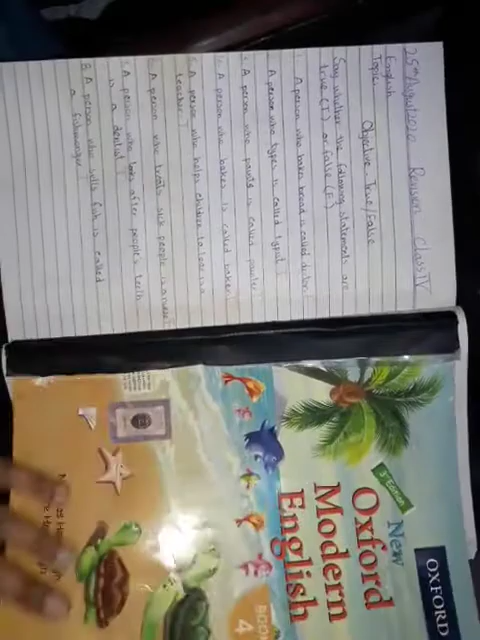 25th August 2020 Revision Class IV
English
Topic Objective - True/False
Say whether the following statements are
true (T) or false (F)
A person who bakes bread is called
A person who types is called typist
A person who paints is called painter
A person who bakes is called baker
A person who helps children to learn is a
teacher
A person who treats sick people is a
A person who looks after people's teeth
is a dentist
8. A person who sells fish is called
a fishmonger
OXFORD
New
Oxford
Modern
English
3rd Edition
BOOK
4